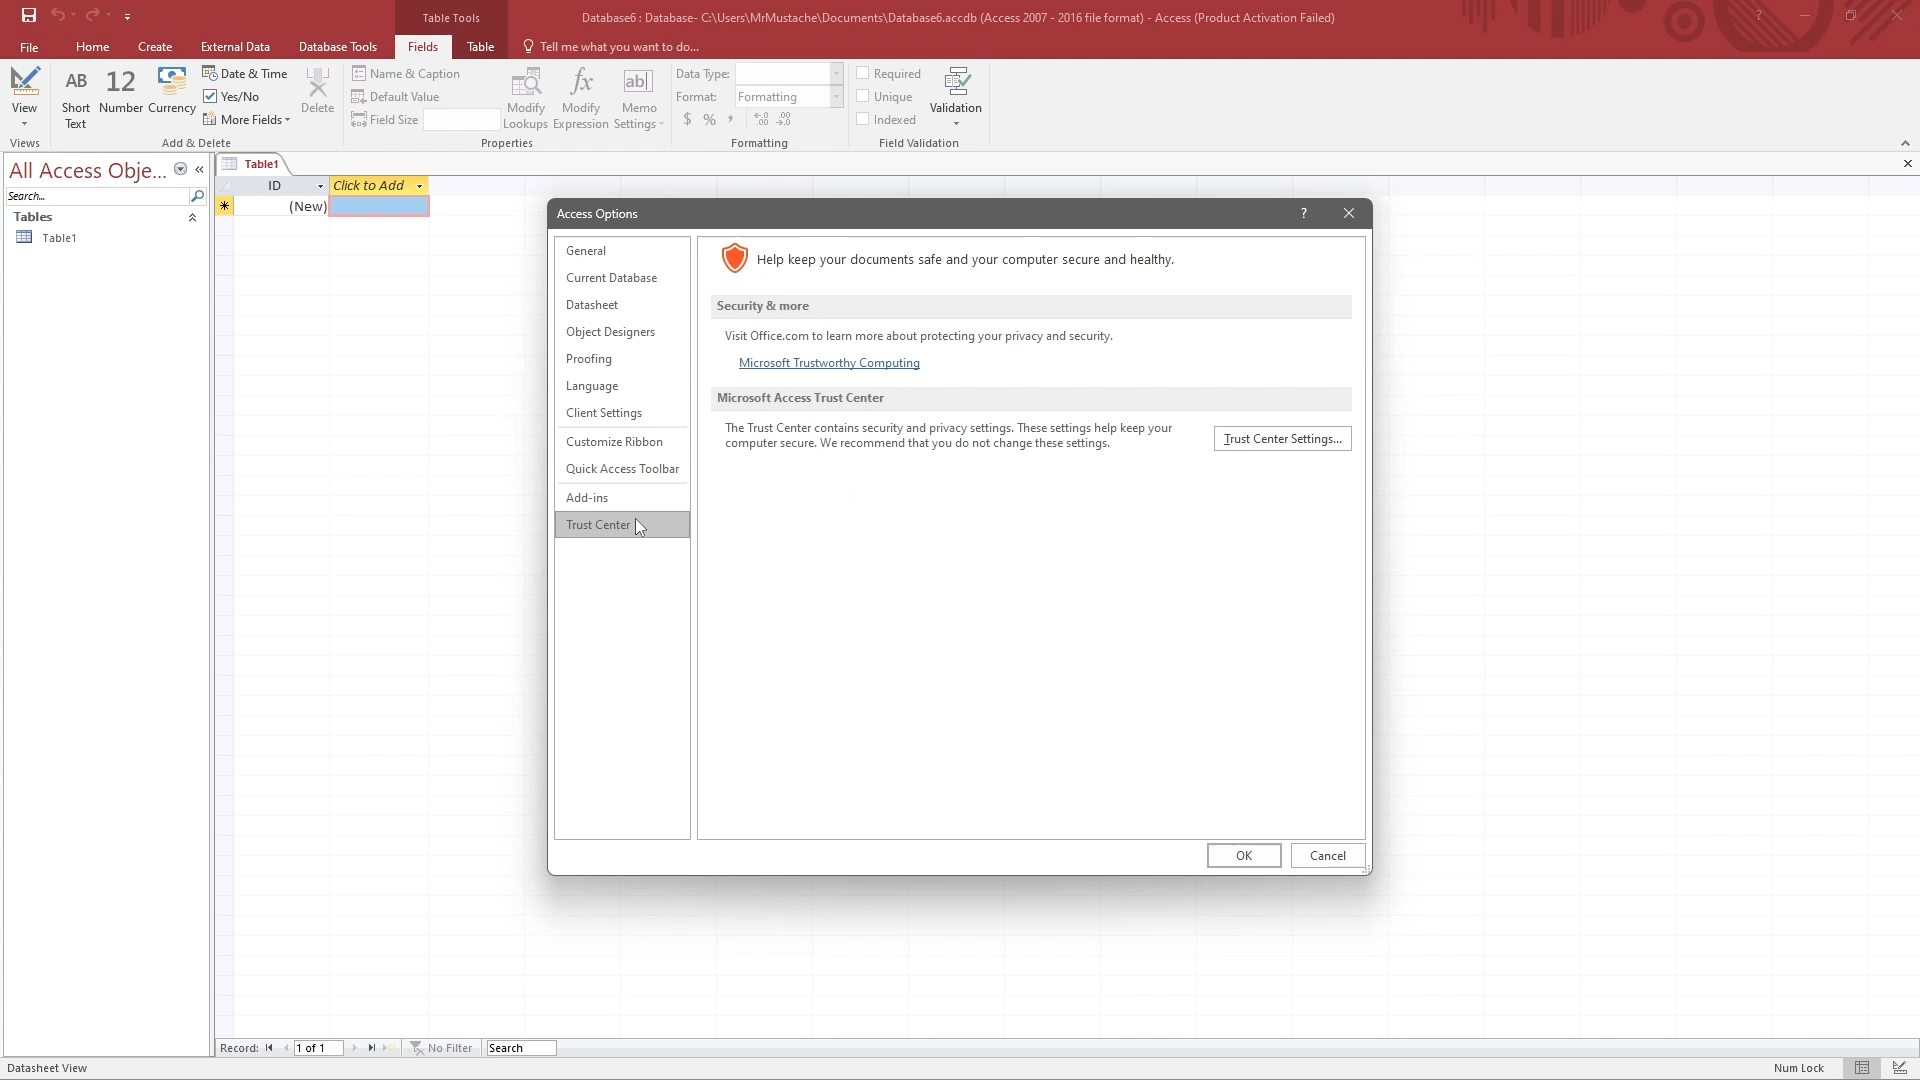 Table Tools
Database6 : Database- C:\Users\MrMustache\Documents\Database6.accdb (Access 2007 - 2016 file format) - Access (Product Activation Failed)
?
File Home Create External Data Database Tools Fields Table Tell me what you want to do...
View
Views
AB
Short
Text
12
Number
Currency
Date & Time
Yes/No
More Fields
Delete
Add & Delete
Name & Caption
Default Value
Field Size
Modify
Lookups
fx
Modify
Expression
ab|
Memo
Settings
Properties
Data Type:
Format: Formatting
$ % , ←.0 .00 .00 →.0
Formatting
Required
Unique
Indexed
Validation
Field Validation
All Access Obje... «
Search...
Tables
Table1
Table1
ID Click to Add
* (New)
Access Options ?
General
Current Database
Datasheet
Object Designers
Proofing
Language
Client Settings
Customize Ribbon
Quick Access Toolbar
Add-ins
Trust Center
Help keep your documents safe and your computer secure and healthy.
Security & more
Visit Office.com to learn more about protecting your privacy and security.
Microsoft Trustworthy Computing
Microsoft Access Trust Center
The Trust Center contains security and privacy settings. These settings help keep your
computer secure. We recommend that you do not change these settings.
Trust Center Settings...
OK Cancel
Record: 1 of 1 No Filter Search
Datasheet View Num Lock